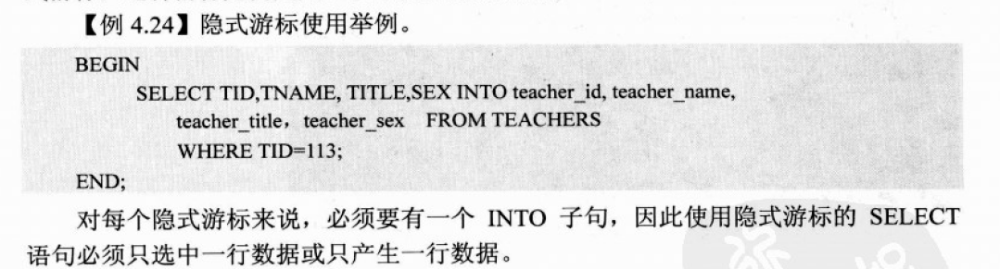 【例 4.24】隐式游标使用举例。
BEGIN
SELECT TID,TNAME, TITLE,SEX INTO teacher_id, teacher_name,
teacher_title，teacher_sex FROM TEACHERS
WHERE TID=113;
END;
对每个隐式游标来说，必须要有一个 INTO 子句，因此使用隐式游标的 SELECT
语句必须只选中一行数据或只产生一行数据。